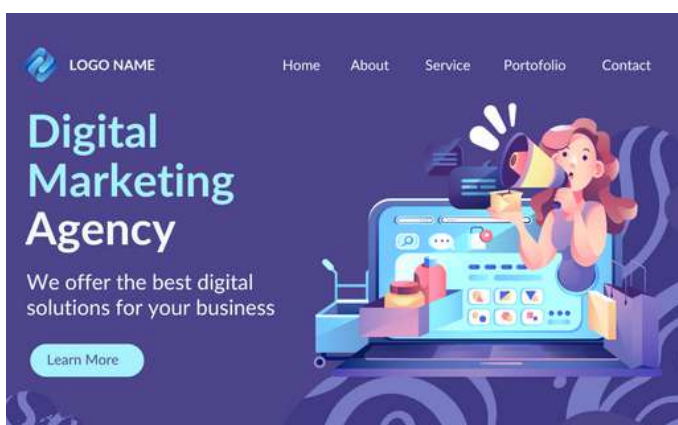 LOGO NAME
Home About Service Portofolio Contact
Digital
Marketing
Agency
We offer the best digital
solutions for your business
Learn More